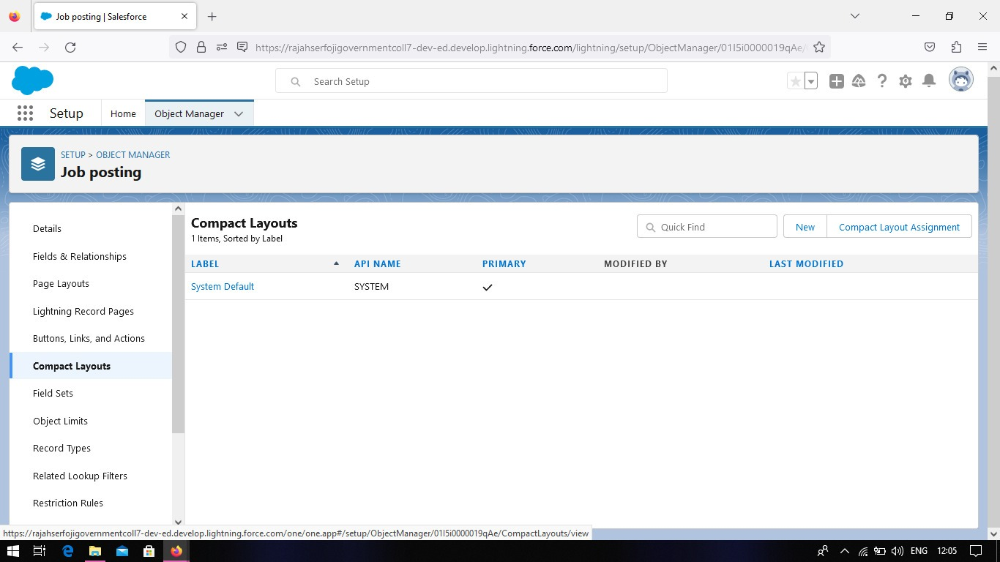 Job posting | Salesforce
https://rajahserfojigovernmentcoll7-dev-ed.develop.lightning.force.com/lightning/setup/ObjectManager/01I5i0000019qAe/
Search Setup
Setup
Home
Object Manager
SETUP > OBJECT MANAGER
Job posting
Details
Fields & Relationships
Page Layouts
Lightning Record Pages
Buttons, Links, and Actions
Compact Layouts
Field Sets
Object Limits
Record Types
Related Lookup Filters
Restriction Rules
Compact Layouts
1 Items, Sorted by Label
Quick Find
New
Compact Layout Assignment
LABEL API NAME PRIMARY MODIFIED BY LAST MODIFIED
System Default SYSTEM
https://rajahserfojigovernmentcoll7-dev-ed.develop.lightning.force.com/one/one.app#/setup/ObjectManager/01I5i0000019qAe/CompactLayouts/view
ENG 12:05